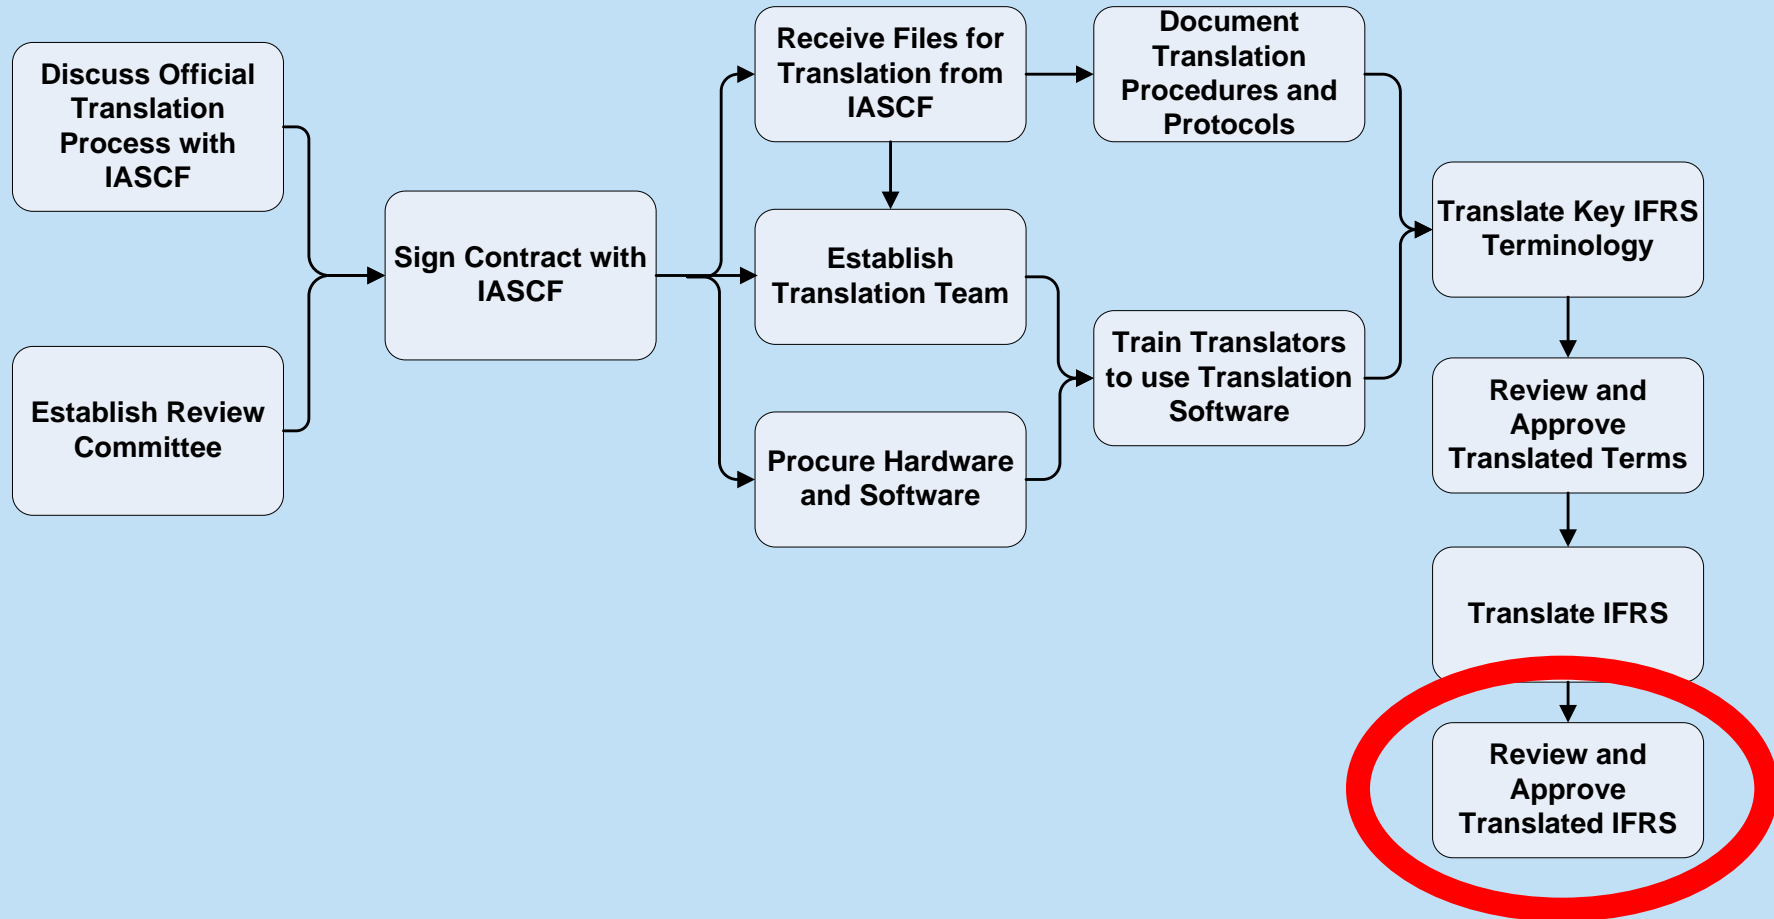 Discuss Official
Translation
Process with
IASCF
Establish Review
Committee
Sign Contract with
IASCF
Receive Files for
Translation from
IASCF
Establish
Translation Team
Procure Hardware
and Software
Document
Translation
Procedures and
Protocols
Train Translators
to use Translation
Software
Translate Key IFRS
Terminology
Review and
Approve
Translated Terms
Translate IFRS
Review and
Approve
Translated IFRS